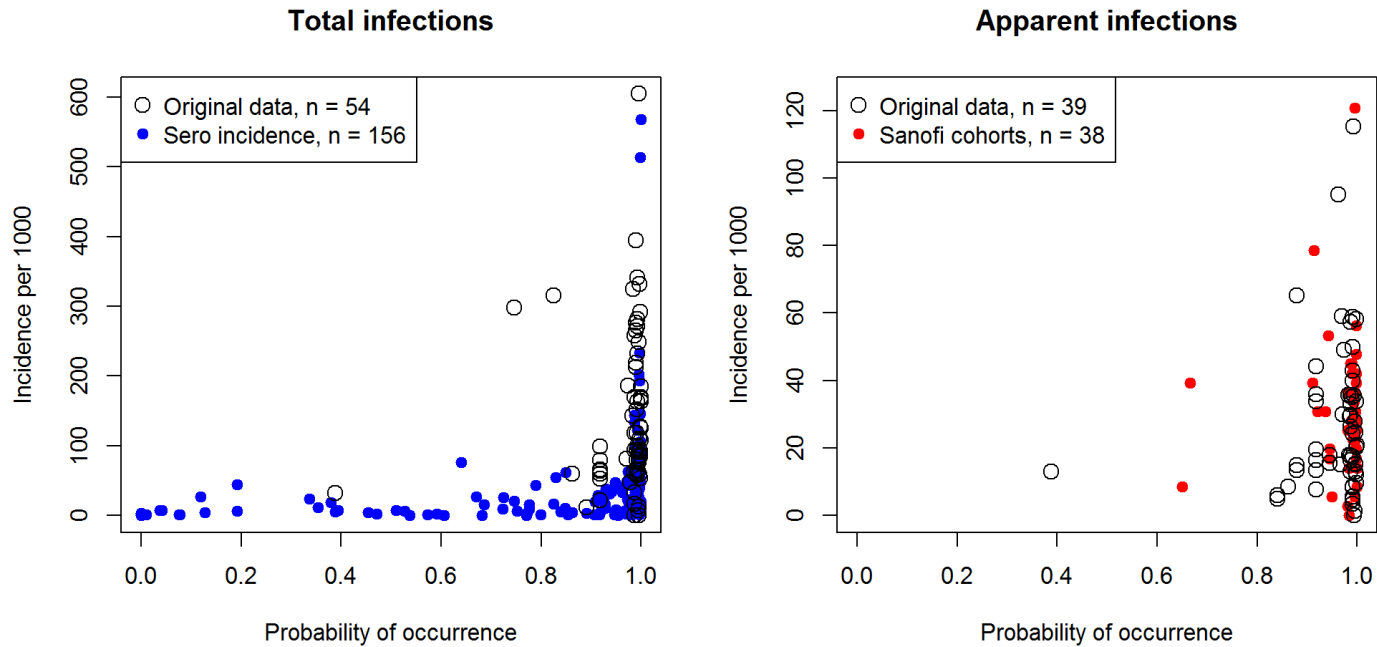 Total infections
Original data, n = 54
Sero incidence, n = 156
Incidence per 1000
600
500
400
300
200
100
0
0.0 0.2 0.4 0.6 0.8 1.0
Probability of occurrence
Apparent infections
Original data, n = 39
Sanofi cohorts, n = 38
Incidence per 1000
120
100
80
60
40
20
0
0.0 0.2 0.4 0.6 0.8 1.0
Probability of occurrence